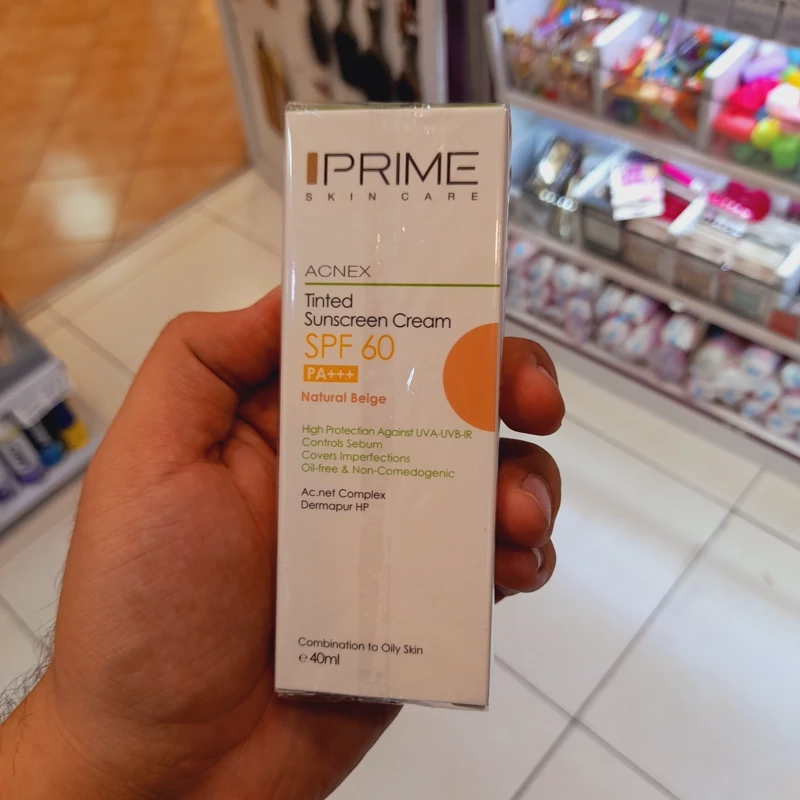 PRIME
SKIN CARE
ACNEX
Tinted
Sunscreen Cream
SPF 60
PA+++
Natural Beige
High Protection Against UVA-UVB-IR
Controls Sebum
Covers Imperfections
Oil-free & Non-Comedogenic
Ac.net Complex
Dermapur HP
Combination to Oily Skin
℮ 40ml